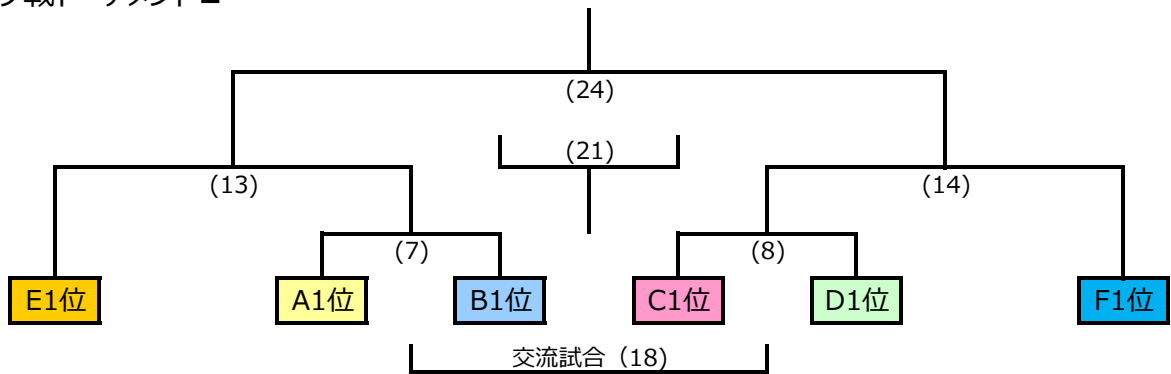 (24)
(21)
(13)
(14)
(7)
(8)
E1位
A1位
B1位
C1位
D1位
F1位
交流試合（18)